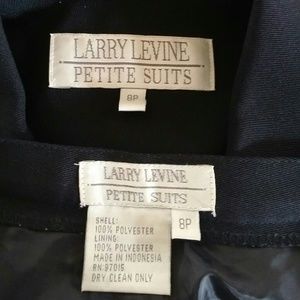 LARRY LEVINE
PETITE SUITS
8P
LARRY LEVINE
PETITE SUITS
8P
SHELL:
100% POLYESTER
LINING:
100% POLYESTER
MADE IN INDONESIA
RN 97015
DRY CLEAN ONLY